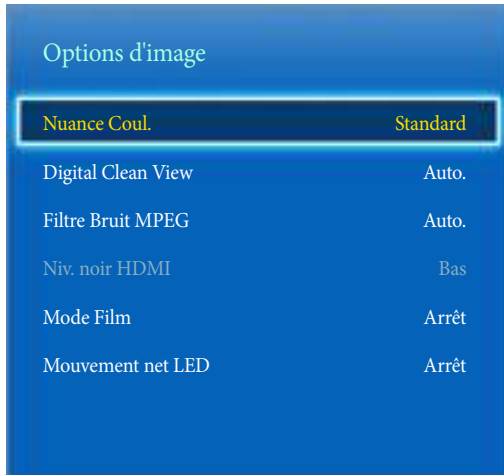 Options d'image
Nuance Coul. Standard
Digital Clean View Auto.
Filtre Bruit MPEG Auto.
Niv. noir HDMI Bas
Mode Film Arrêt
Mouvement net LED Arrêt